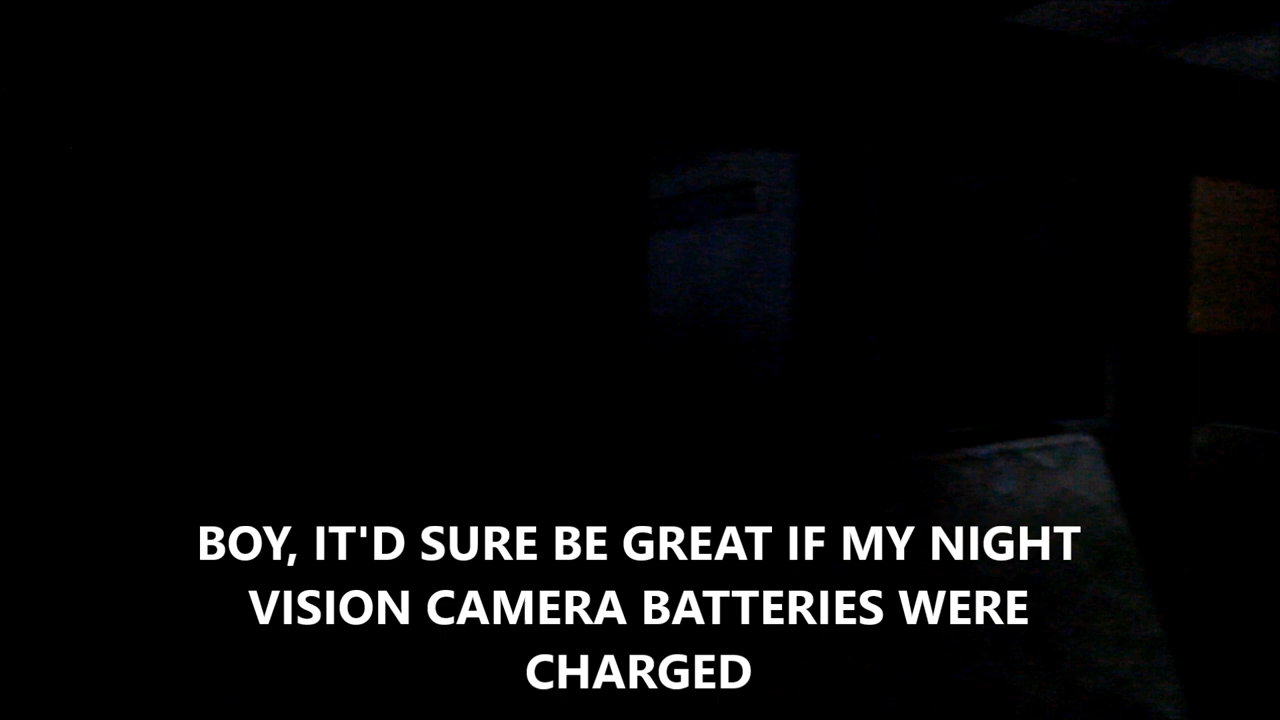 BOY, IT'D SURE BE GREAT IF MY NIGHT
VISION CAMERA BATTERIES WERE
CHARGED